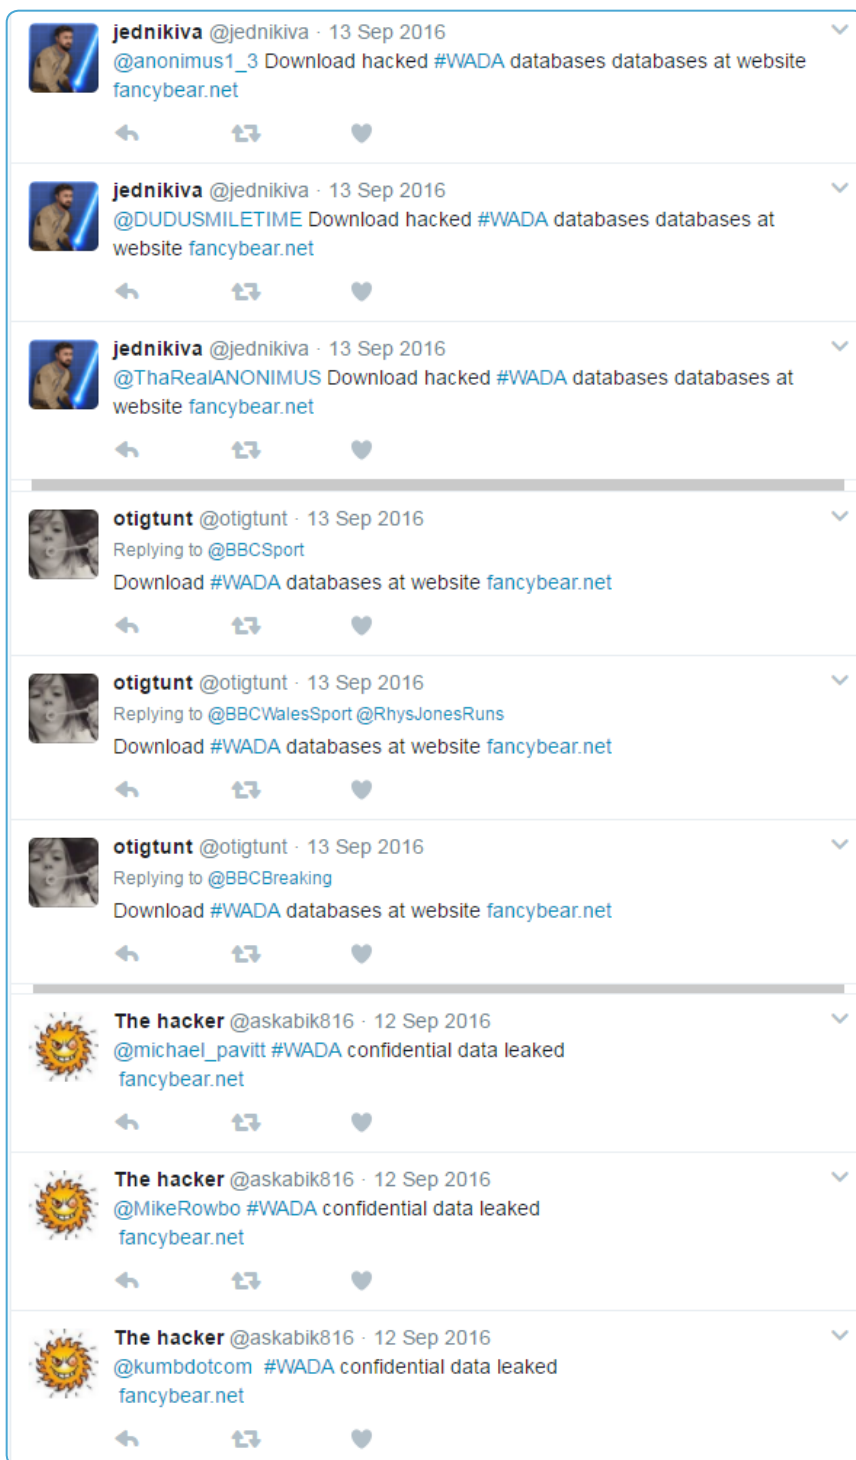 jednikiva @jednikiva · 13 Sep 2016
@anonimus1_3 Download hacked #WADA databases databases at website
fancybear.net
jednikiva @jednikiva · 13 Sep 2016
@DUDUSMILETIME Download hacked #WADA databases databases at
website fancybear.net
jednikiva @jednikiva · 13 Sep 2016
@ThaRealANONIMUS Download hacked #WADA databases databases at
website fancybear.net
otigtunt @otigtunt · 13 Sep 2016
Replying to @BBCSport
Download #WADA databases at website fancybear.net
otigtunt @otigtunt · 13 Sep 2016
Replying to @BBCWalesSport @RhysJonesRuns
Download #WADA databases at website fancybear.net
otigtunt @otigtunt · 13 Sep 2016
Replying to @BBCBreaking
Download #WADA databases at website fancybear.net
The hacker @askabik816 · 12 Sep 2016
@michael_pavitt #WADA confidential data leaked
fancybear.net
The hacker @askabik816 · 12 Sep 2016
@MikeRowbo #WADA confidential data leaked
fancybear.net
The hacker @askabik816 · 12 Sep 2016
@kumbdotcom #WADA confidential data leaked
fancybear.net